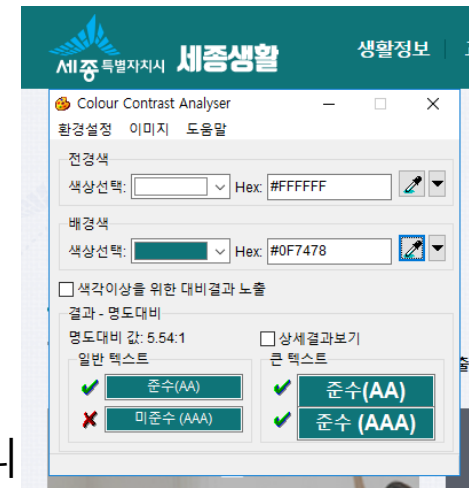 세종특별자치시 세종생활 생활정보
Colour Contrast Analyser
환경설정 이미지 도움말
전경색
색상선택: Hex: #FFFFFF
배경색
색상선택: Hex: #0F7478
색각이상을 위한 대비결과 노출
결과 - 명도대비
명도대비 값: 5.54:1 상세결과보기
일반 텍스트 큰 텍스트
준수(AA) 준수(AA)
미준수 (AAA) 준수 (AAA)